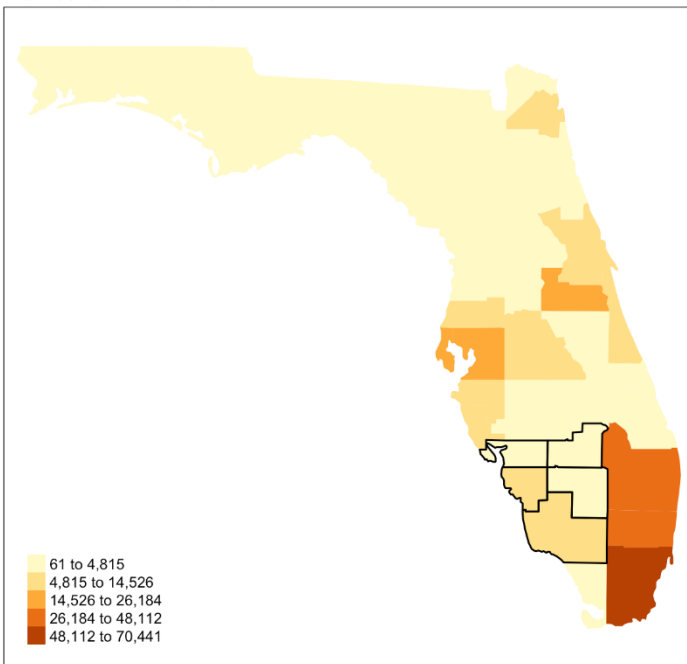 61 to 4,815
4,815 to 14,526
14,526 to 26,184
26,184 to 48,112
48,112 to 70,441